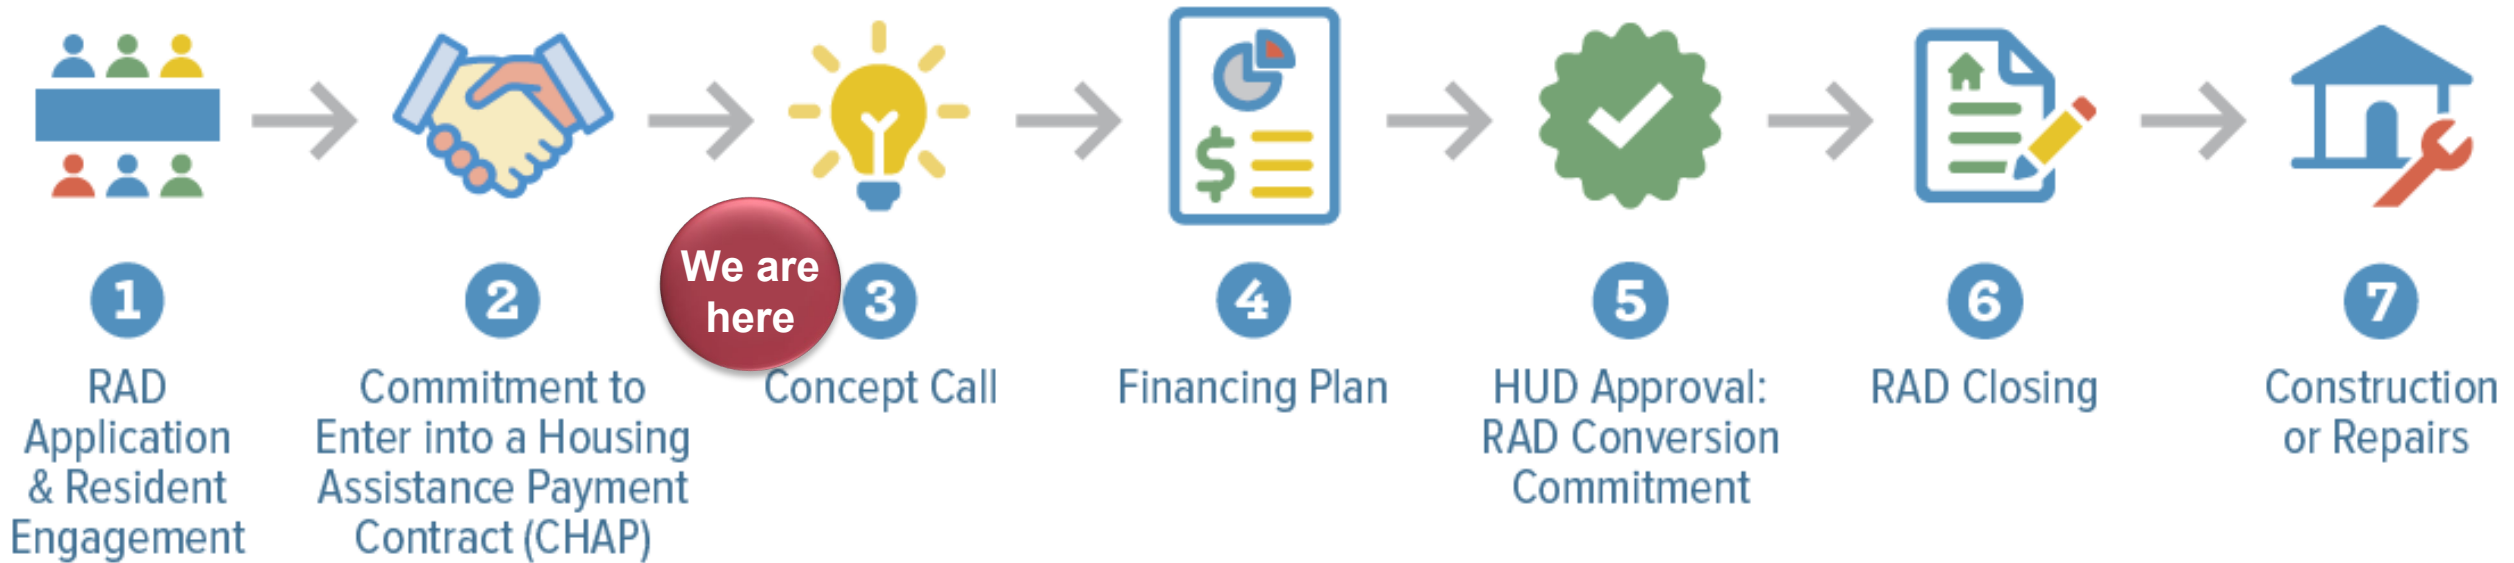 We are
here
1
RAD
Application
& Resident
Engagement
2
Commitment to
Enter into a Housing
Assistance Payment
Contract (CHAP)
3
Concept Call
4
$
Financing Plan
5
HUD Approval:
RAD Conversion
Commitment
6
RAD Closing
7
Construction
or Repairs